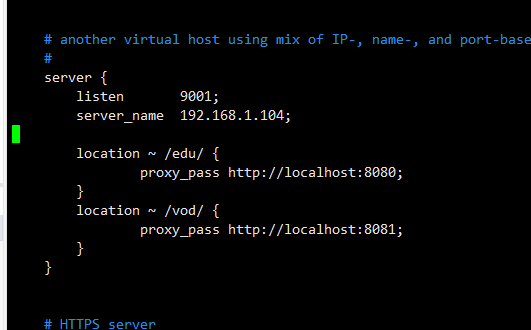 # another virtual host using mix of IP-, name-, and port-base
#
server {
listen 9001;
server_name 192.168.1.104;
location ~ /edu/ {
proxy_pass http://localhost:8080;
}
location ~ /vod/ {
proxy_pass http://localhost:8081;
}
}
# HTTPS server